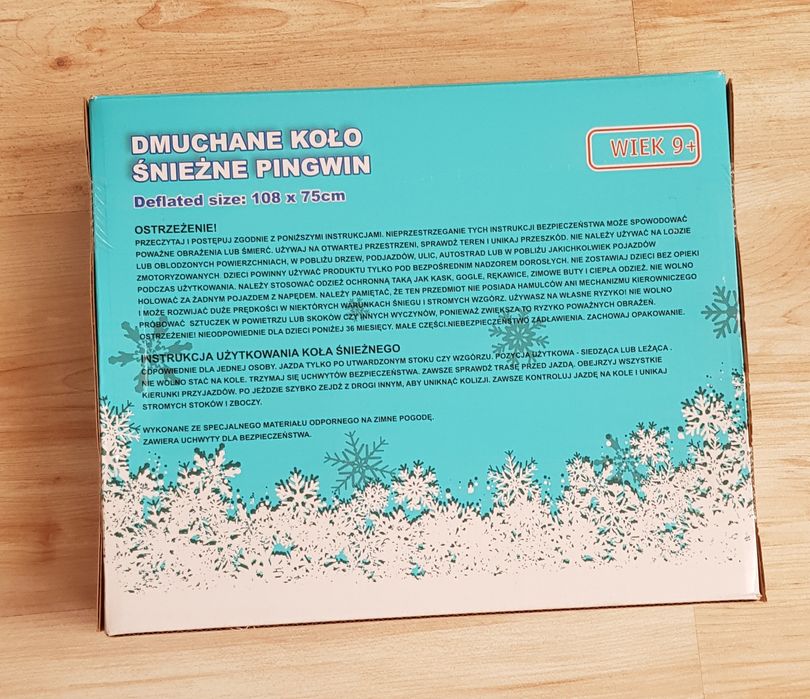 DMUCHANE KOŁO
ŚNIEŻNE PINGWIN
WIEK 9+
Deflated size: 108 x 75cm
OSTRZEŻENIE!
PRZECZYTAJ I POSTĘPUJ ZGODNIE Z PONIŻSZYMI INSTRUKCJAMI. NIEPRZESTRZEGANIE TYCH INSTRUKCJI BEZPIECZEŃSTWA MOŻE SPOWODOWAĆ
POWAŻNE OBRAŻENIA LUB ŚMIERĆ. UŻYWAJ NA OTWARTEJ PRZESTRZENI, SPRAWDŹ TEREN I UNIKAJ PRZESZKÓD. NIE NALEŻY UŻYWAĆ NA LODZIE
LUB OBLODZONYCH POWIERZCHNIACH, W POBLIŻU DRZEW, PODJAZDÓW, ULIC, AUTOSTRAD LUB W POBLIŻU JAKICHKOLWIEK POJAZDÓW
ZMOTORYZOWANYCH. DZIECI POWINNY UŻYWAĆ PRODUKTU TYLKO POD BEZPOŚREDNIM NADZOREM DOROSŁYCH. NIE ZOSTAWIAJ DZIECI BEZ OPIEKI
PODCZAS UŻYTKOWANIA. NALEŻY STOSOWAĆ ODZIEŻ OCHRONNĄ TAKĄ JAK KASK, GOGLE, RĘKAWICE, ZIMOWE BUTY I CIEPŁA ODZIEŻ. NIE WOLNO
HOLOWAĆ ZA ŻADNYM POJAZDEM Z NAPĘDEM. NALEŻY PAMIĘTAĆ, ŻE TEN PRZEDMIOT NIE POSIADA HAMULCÓW ANI MECHANIZMU KIEROWNICZEGO
I MOŻE ROZWIJAĆ DUŻE PRĘDKOŚCI W NIEKTÓRYCH WARUNKACH ŚNIEGU I STROMYCH WZGÓRZ. UŻYWASZ NA WŁASNE RYZYKO! NIE WOLNO
PRÓBOWAĆ SZTUCZEK W POWIETRZU LUB SKOKÓW CZY INNYCH WYCZYNÓW, PONIEWAŻ ZWIĘKSZA TO RYZYKO POWAŻNYCH OBRAŻEŃ.
OSTRZEŻENIE! NIEODPOWIEDNIE DLA DZIECI PONIŻEJ 36 MIESIĘCY. MAŁE CZĘŚCI.NIEBEZPIECZEŃSTWO ZADŁAWIENIA. ZACHOWAJ OPAKOWANIE.
INSTRUKCJA UŻYTKOWANIA KOŁA ŚNIEŻNEGO
ODPOWIEDNIE DLA JEDNEJ OSOBY. JAZDA TYLKO PO UTWARDZONYM STOKU CZY WZGÓRZU. POZYCJA UŻYTKOWA - SIEDZĄCA LUB LEŻĄCA .
NIE WOLNO STAĆ NA KOLE. TRZYMAJ SIĘ UCHWYTÓW BEZPIECZEŃSTWA. ZAWSZE SPRAWDŹ TRASĘ PRZED JAZDĄ. OBEJRZYJ WSZYSTKIE
KIERUNKI PRZYJAZDÓW. PO JEŹDZIE SZYBKO ZEJDŹ Z DROGI INNYM, ABY UNIKNĄĆ KOLIZJI. ZAWSZE KONTROLUJ JAZDĘ NA KOLE I UNIKAJ
STROMYCH STOKÓW I ZBOCZY.
WYKONANE ZE SPECJALNEGO MATERIAŁU ODPORNEGO NA ZIMNE POGODĘ.
ZAWIERA UCHWYTY DLA BEZPIECZEŃSTWA.